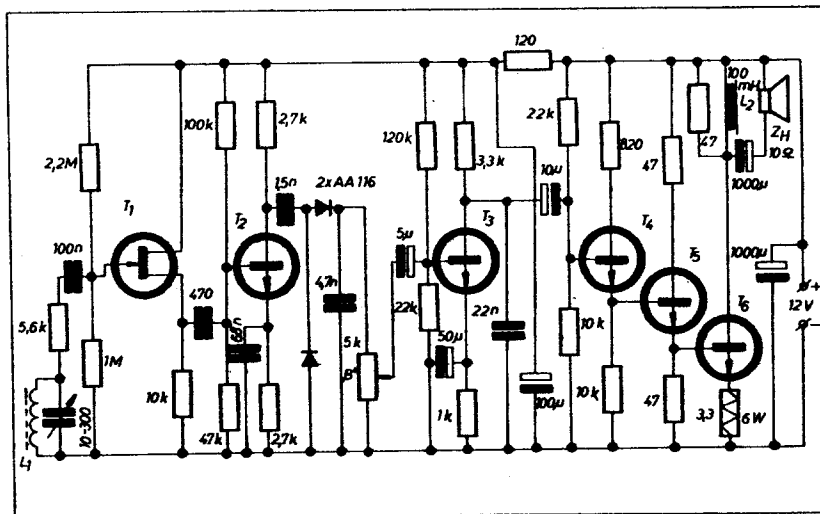 120
100k
2,7k
2,2M
1,5n
2xAA 116
T1
T2
100n
470
4,7n
5,6k
1M
10k
10-300
L1
47k
2,7k
5k
120k
3,3k
5µ
T3
22k
50µ
22n
1k
100µ
10µ
22k
820
T4
10k
10k
47
T5
47
47
100
mH
L2
ZH
10Ω
1000µ
1000µ
T6
3,3
6W
+
12V
-